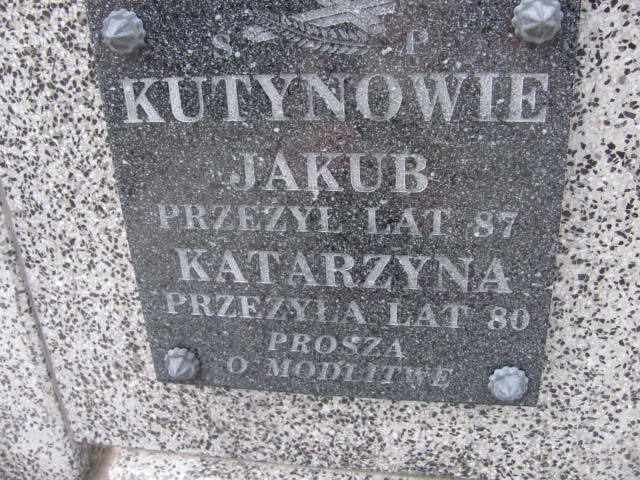 Ś P
KUTYNOWIE
JAKUB
PRZEŻYŁ LAT 87
KATARZYNA
PRZEŻYŁA LAT 80
PROSZĄ
O MODLITWĘ